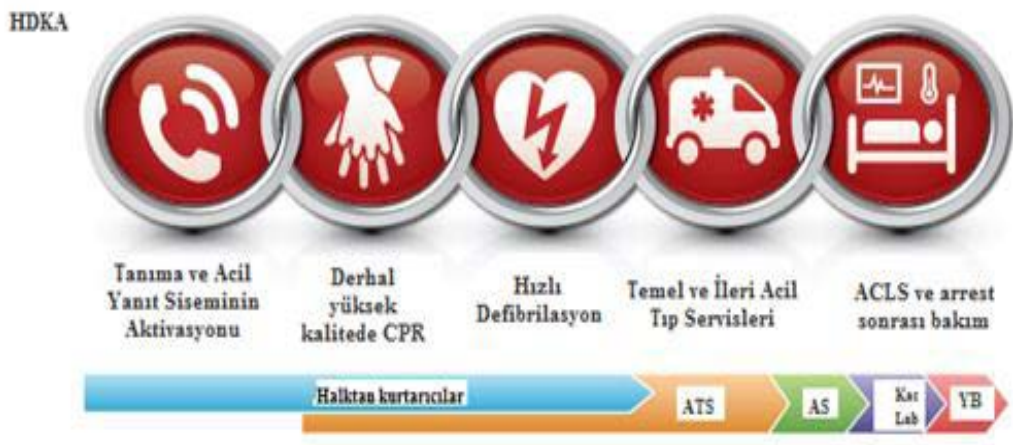 HDKA
Tanıma ve Acil
Yanıt Siseminin
Aktivasyonu
Derhal
yüksek
kalitede CPR
Hızlı
Defibrilasyon
Temel ve İleri Acil
Tıp Servisleri
ACLS ve arrest
sonrası bakım
Halktan kurtarıcılar
ATS
AS
Kat
Lab
YB